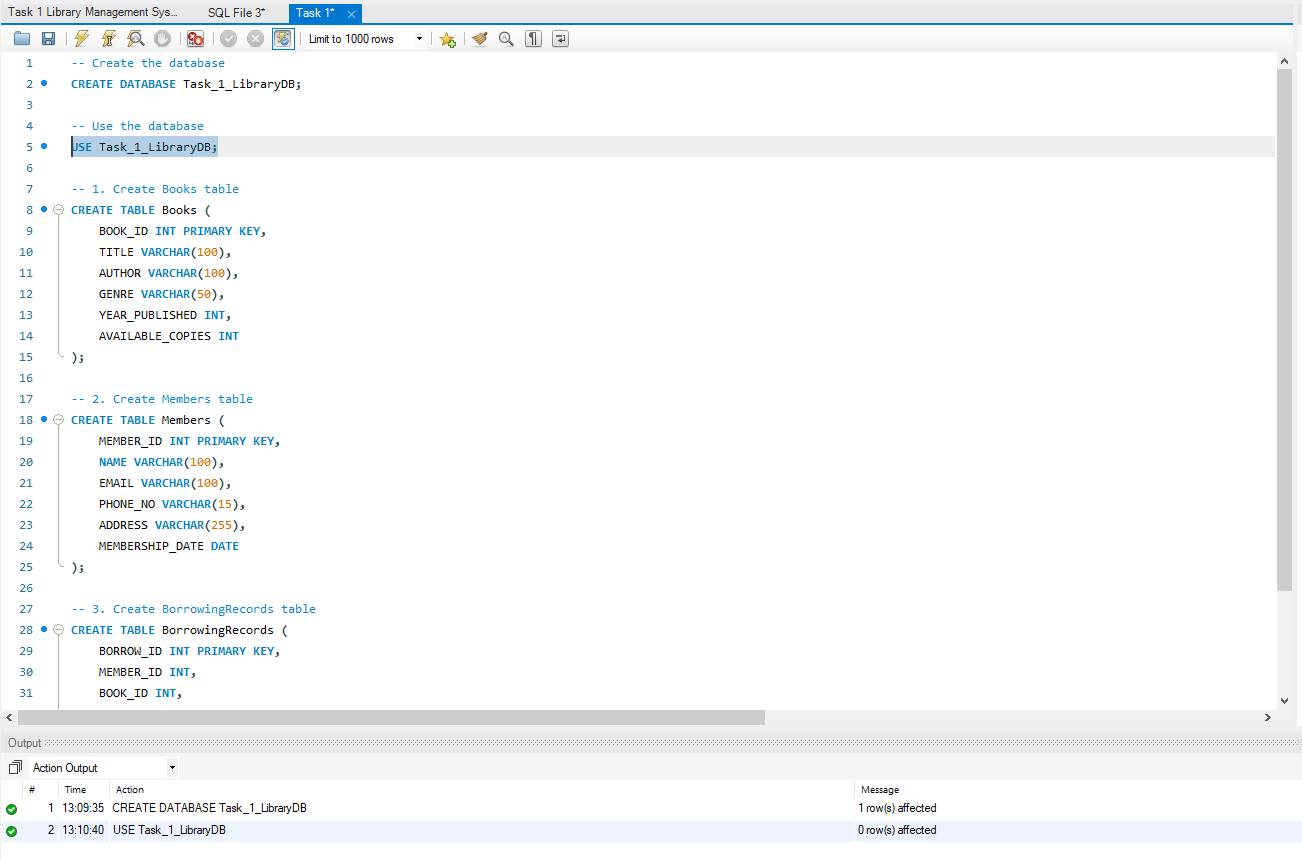 Task 1 Library Management Sys... SQL File 3* Task 1*
Limit to 1000 rows
1 -- Create the database
2 CREATE DATABASE Task_1_LibraryDB;
3
4 -- Use the database
5 USE Task_1_LibraryDB;
6
7 -- 1. Create Books table
8 CREATE TABLE Books (
9 BOOK_ID INT PRIMARY KEY,
10 TITLE VARCHAR(100),
11 AUTHOR VARCHAR(100),
12 GENRE VARCHAR(50),
13 YEAR_PUBLISHED INT,
14 AVAILABLE_COPIES INT
15 );
16
17 -- 2. Create Members table
18 CREATE TABLE Members (
19 MEMBER_ID INT PRIMARY KEY,
20 NAME VARCHAR(100),
21 EMAIL VARCHAR(100),
22 PHONE_NO VARCHAR(15),
23 ADDRESS VARCHAR(255),
24 MEMBERSHIP_DATE DATE
25 );
26
27 -- 3. Create BorrowingRecords table
28 CREATE TABLE BorrowingRecords (
29 BORROW_ID INT PRIMARY KEY,
30 MEMBER_ID INT,
31 BOOK_ID INT,
Output
Action Output
# Time Action Message
1 13:09:35 CREATE DATABASE Task_1_LibraryDB 1 row(s) affected
2 13:10:40 USE Task_1_LibraryDB 0 row(s) affected